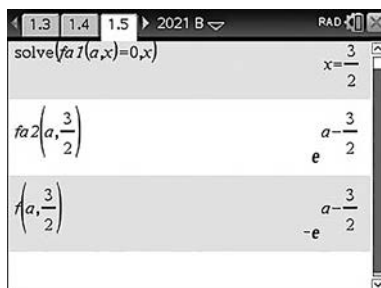 1.3 1.4 1.5 2021 B RAD
solve(fa1(a,x)=0,x)
x=3/2
fa2(a,3/2)
e^(a-3/2)
f(a,3/2)
-e^(a-3/2)